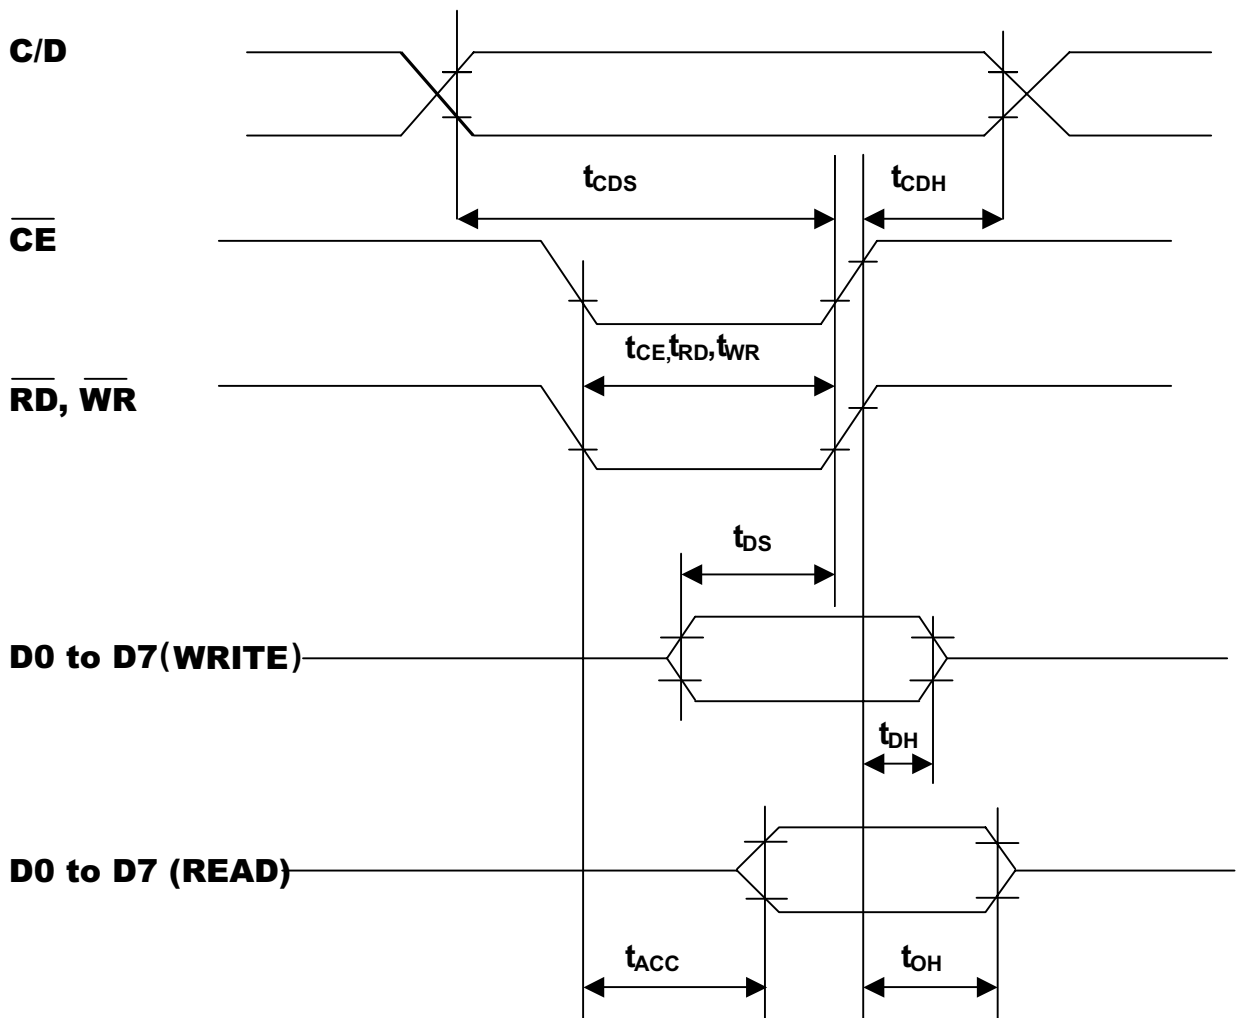 C/D
tCDS
tCDH
CE
tCE,tRD,tWR
RD, WR
tDS
D0 to D7(WRITE)
tDH
D0 to D7 (READ)
tACC
tOH